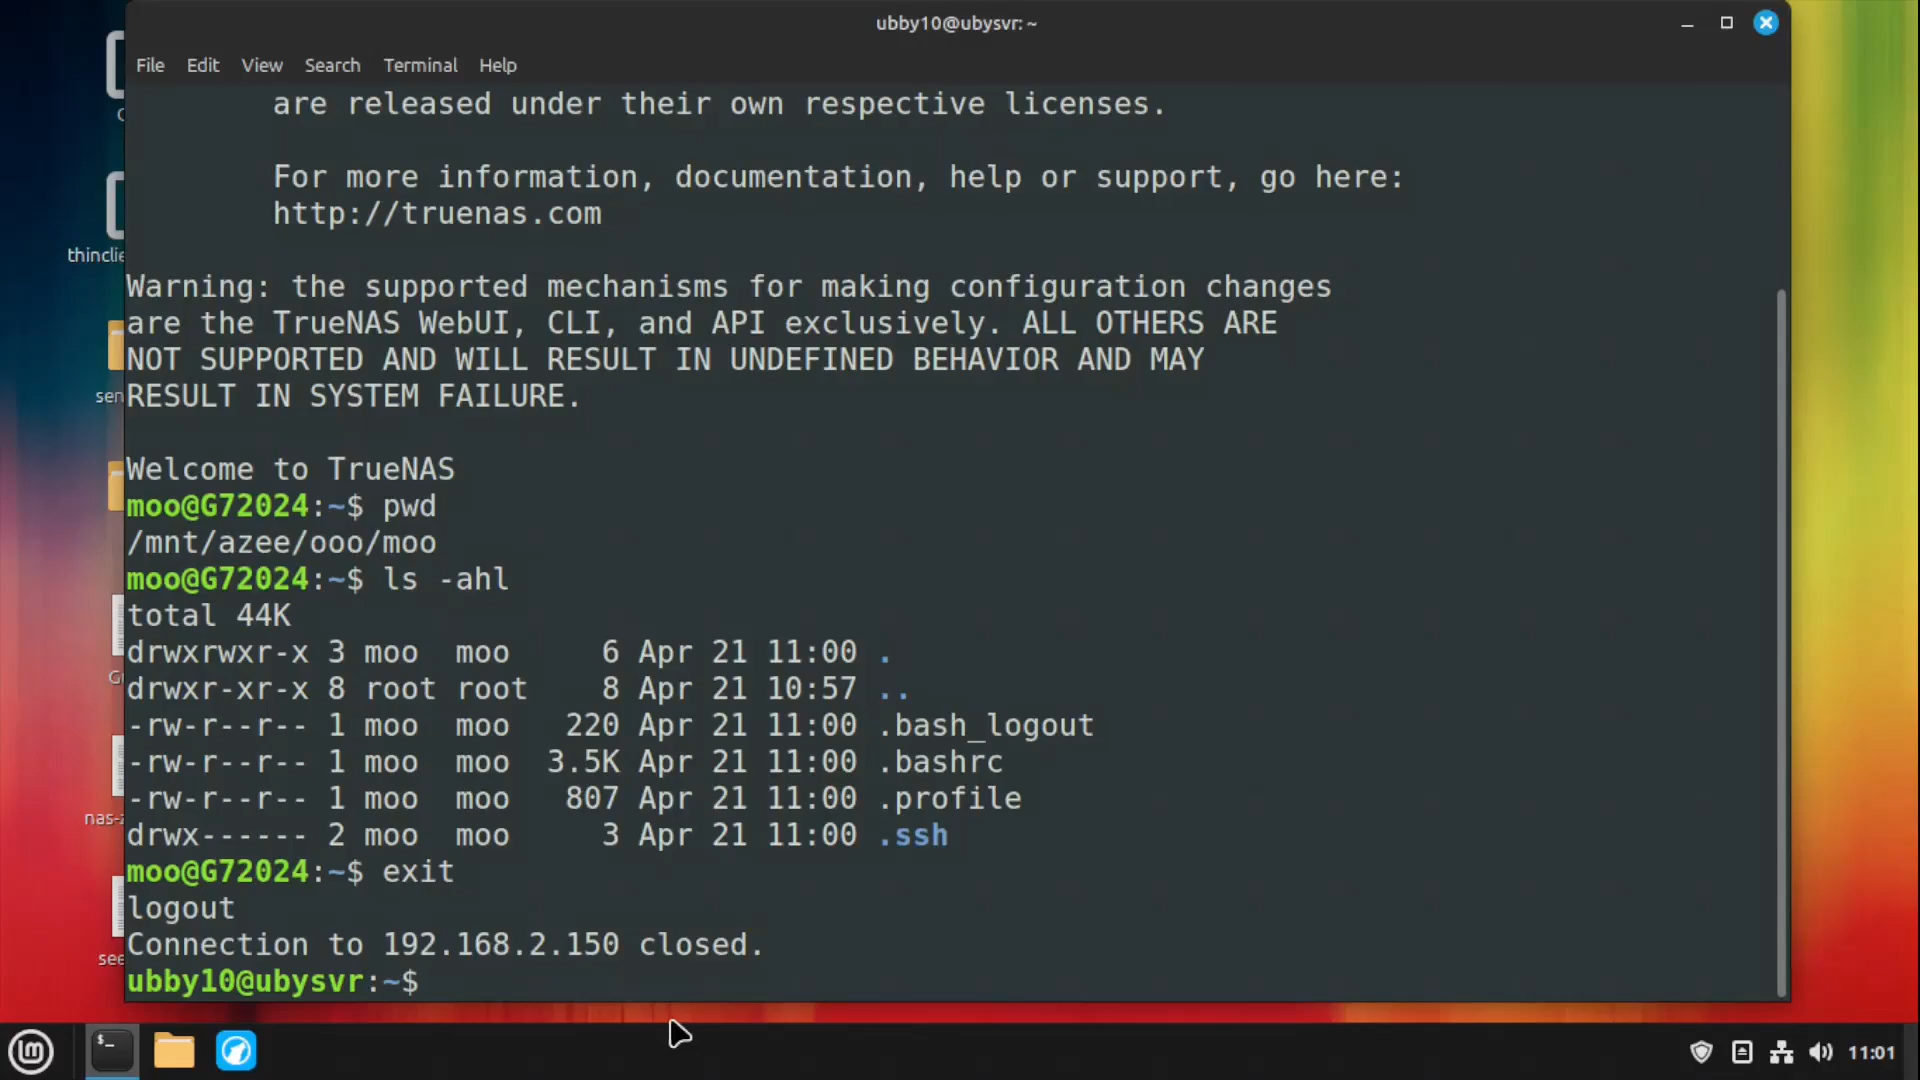 ubby10@ubysvr: ~
File Edit View Search Terminal Help
are released under their own respective licenses.
For more information, documentation, help or support, go here:
http://truenas.com
Warning: the supported mechanisms for making configuration changes
are the TrueNAS WebUI, CLI, and API exclusively. ALL OTHERS ARE
NOT SUPPORTED AND WILL RESULT IN UNDEFINED BEHAVIOR AND MAY
RESULT IN SYSTEM FAILURE.
Welcome to TrueNAS
moo@G72024:~$ pwd
/mnt/azee/ooo/moo
moo@G72024:~$ ls -ahl
total 44K
drwxrwxr-x 3 moo  moo     6 Apr 21 11:00 .
drwxr-xr-x 8 root root    8 Apr 21 10:57 ..
-rw-r--r-- 1 moo  moo   220 Apr 21 11:00 .bash_logout
-rw-r--r-- 1 moo  moo  3.5K Apr 21 11:00 .bashrc
-rw-r--r-- 1 moo  moo   807 Apr 21 11:00 .profile
drwx------ 2 moo  moo     3 Apr 21 11:00 .ssh
moo@G72024:~$ exit
logout
Connection to 192.168.2.150 closed.
ubby10@ubysvr:~$
thinclie
ser
nas-
see
11:01